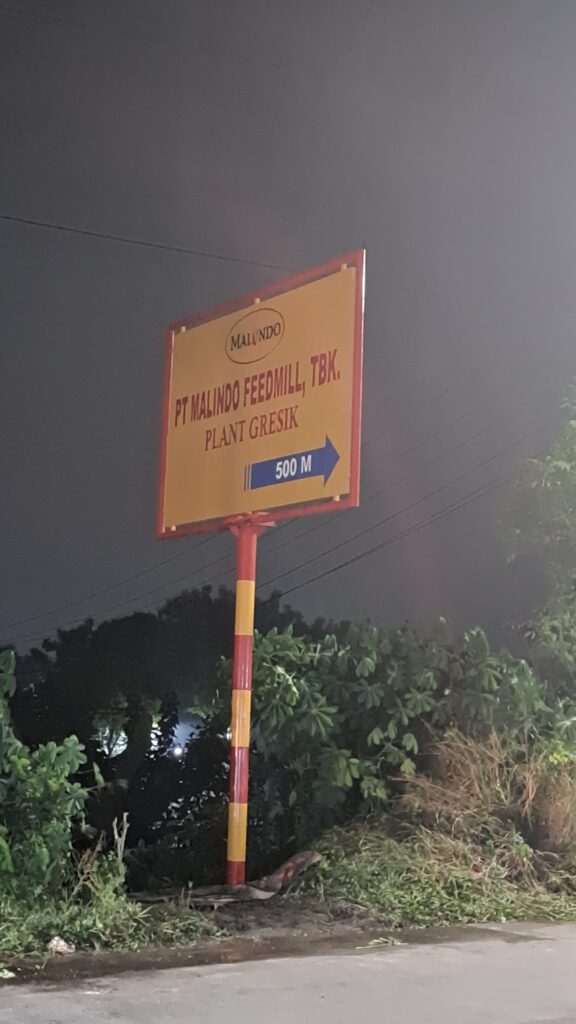 MALINDO
PT MALINDO FEEDMILL, TBK.
PLANT GRESIK
500 M